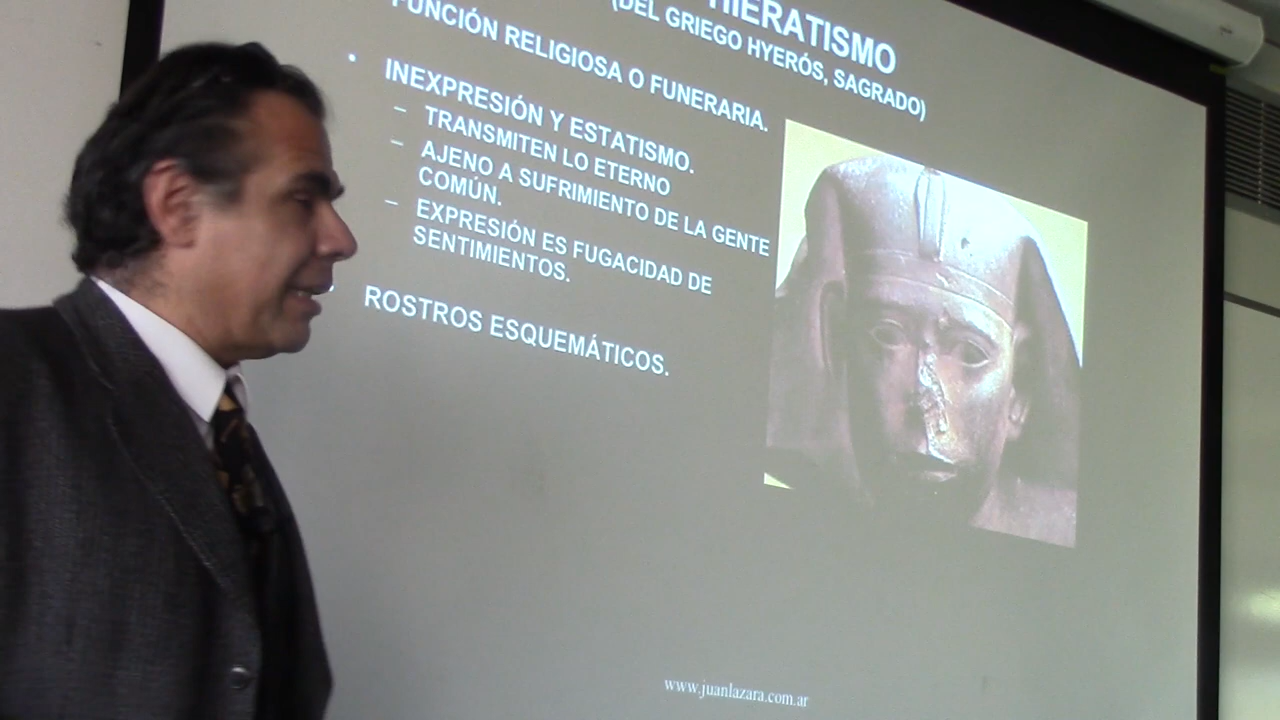 HIERATISMO
(DEL GRIEGO HYERÓS, SAGRADO)
FUNCIÓN RELIGIOSA O FUNERARIA.
• INEXPRESIÓN Y ESTATISMO.
– TRANSMITEN LO ETERNO
– AJENO A SUFRIMIENTO DE LA GENTE
COMÚN.
– EXPRESIÓN ES FUGACIDAD DE
SENTIMIENTOS.
ROSTROS ESQUEMÁTICOS.
www.juanlazara.com.ar